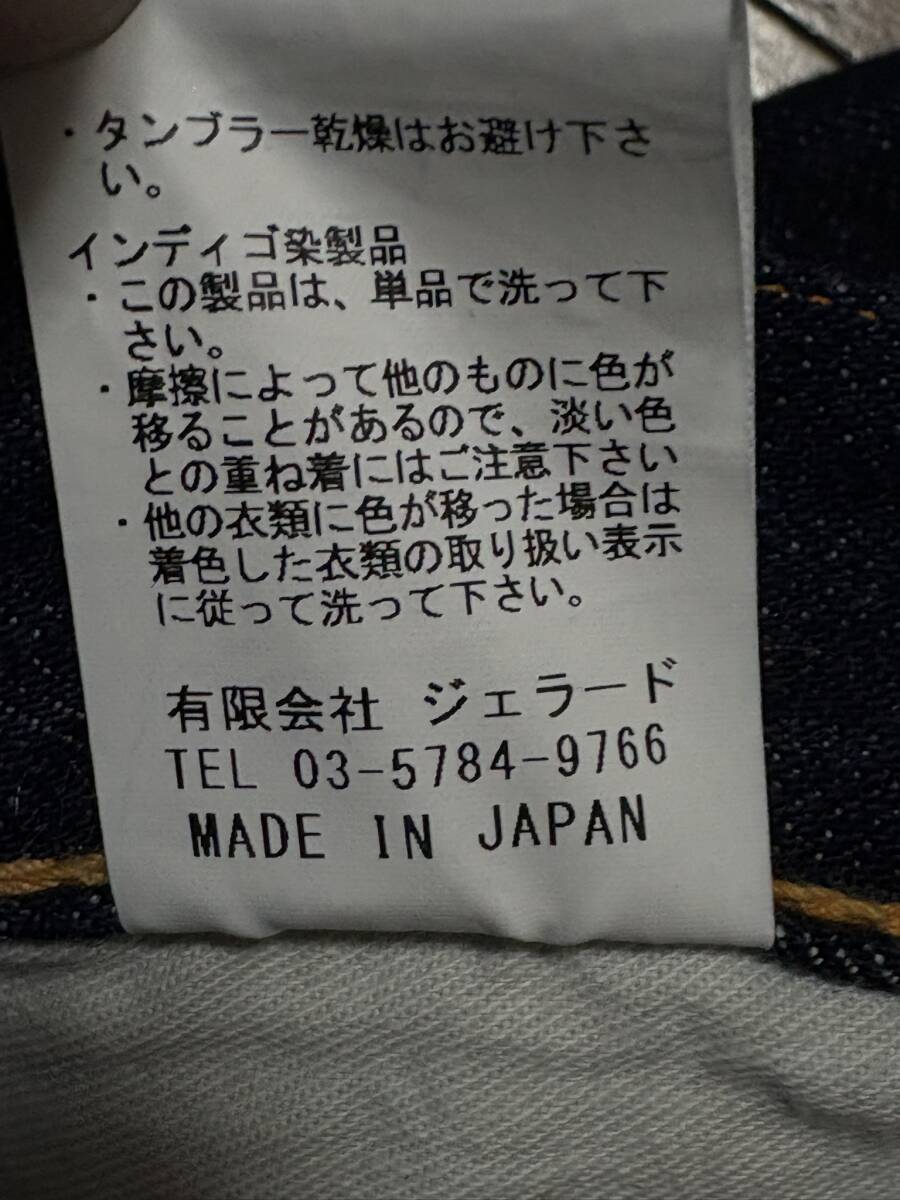 ・タンブラー乾燥はお避け下さ
い。
インディゴ染製品
・この製品は、単品で洗って下
さい。
・摩擦によって他のものに色が
移ることがあるので、淡い色
との重ね着にはご注意下さい
・他の衣類に色が移った場合は
着色した衣類の取り扱い表示
に従って洗って下さい。
有限会社 ジェラード
TEL 03-5784-9766
MADE IN JAPAN